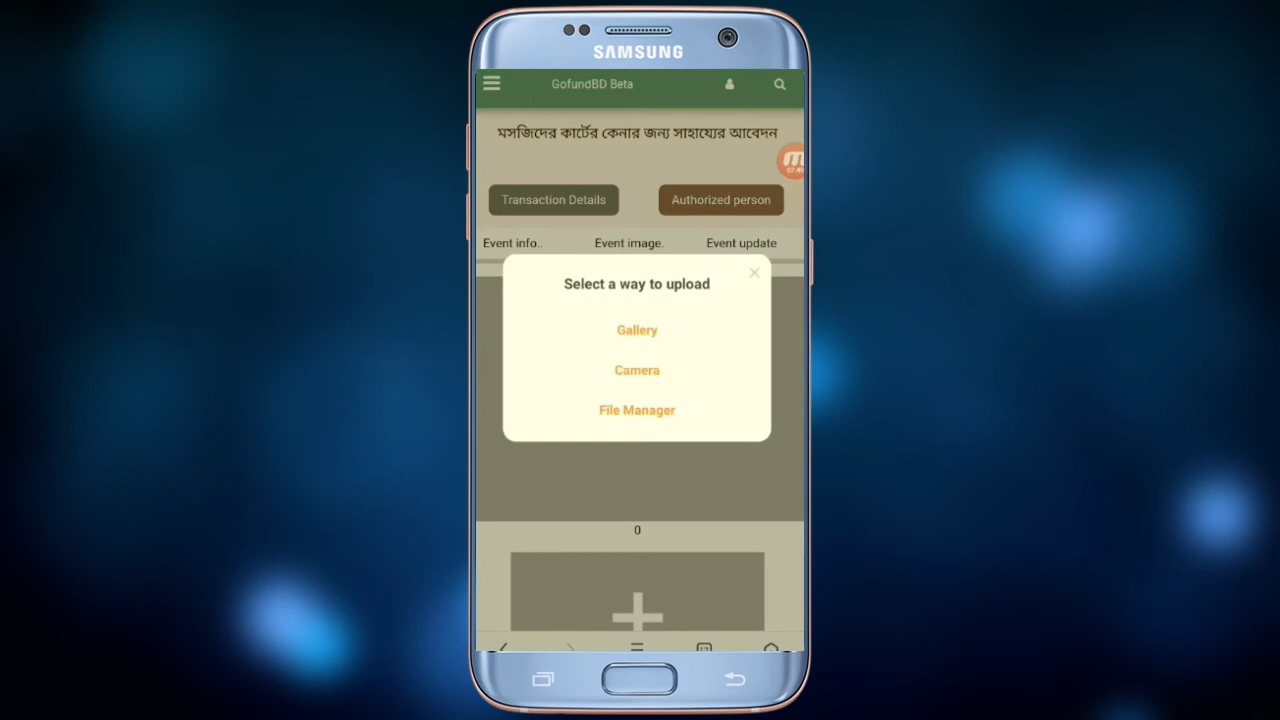 SAMSUNG
GofundBD Beta
মসজিদের কার্টের কেনার জন্য সাহায্যের আবেদন
Transaction Details
Authorized person
Event info..
Event image.
Event update
Select a way to upload
Gallery
Camera
File Manager
0